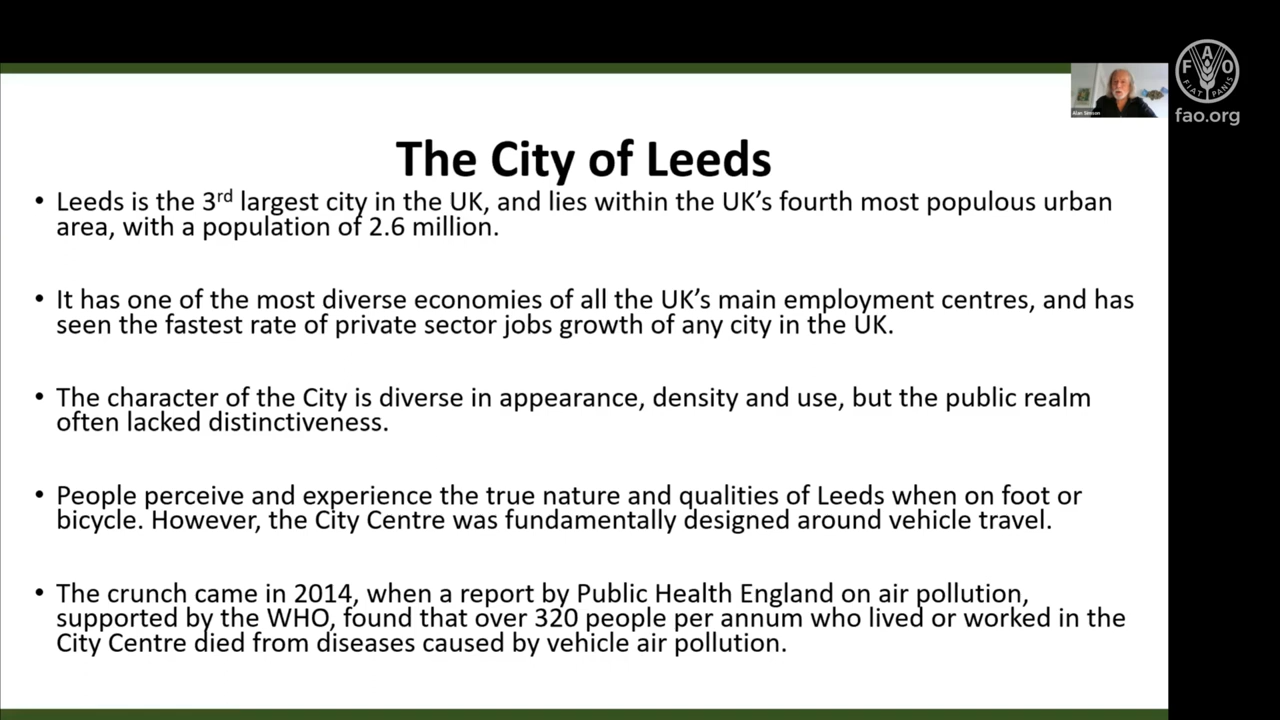 The City of Leeds
• Leeds is the 3rd largest city in the UK, and lies within the UK's fourth most populous urban
area, with a population of 2.6 million.
• It has one of the most diverse economies of all the UK's main employment centres, and has
seen the fastest rate of private sector jobs growth of any city in the UK.
• The character of the City is diverse in appearance, density and use, but the public realm
often lacked distinctiveness.
• People perceive and experience the true nature and qualities of Leeds when on foot or
bicycle. However, the City Centre was fundamentally designed around vehicle travel.
• The crunch came in 2014, when a report by Public Health England on air pollution,
supported by the WHO, found that over 320 people per annum who lived or worked in the
City Centre died from diseases caused by vehicle air pollution.
Alan Simson
F A O
FIAT PANIS
fao.org